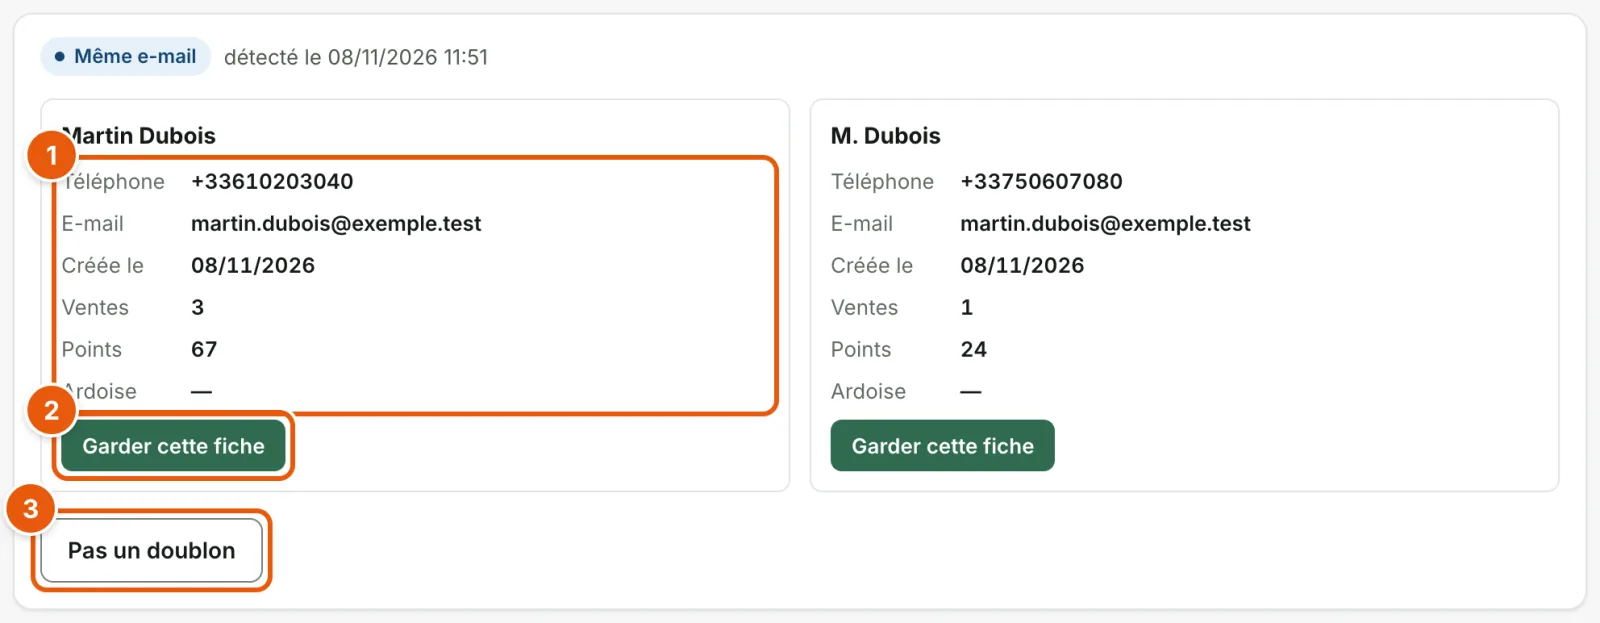 Même e-mail détecté le 08/11/2026 11:51
Martin Dubois
1
Téléphone +33610203040
E-mail martin.dubois@exemple.test
Créée le 08/11/2026
Ventes 3
Points 67
Ardoise —
2
Garder cette fiche
M. Dubois
Téléphone +33750607080
E-mail martin.dubois@exemple.test
Créée le 08/11/2026
Ventes 1
Points 24
Ardoise —
Garder cette fiche
3
Pas un doublon